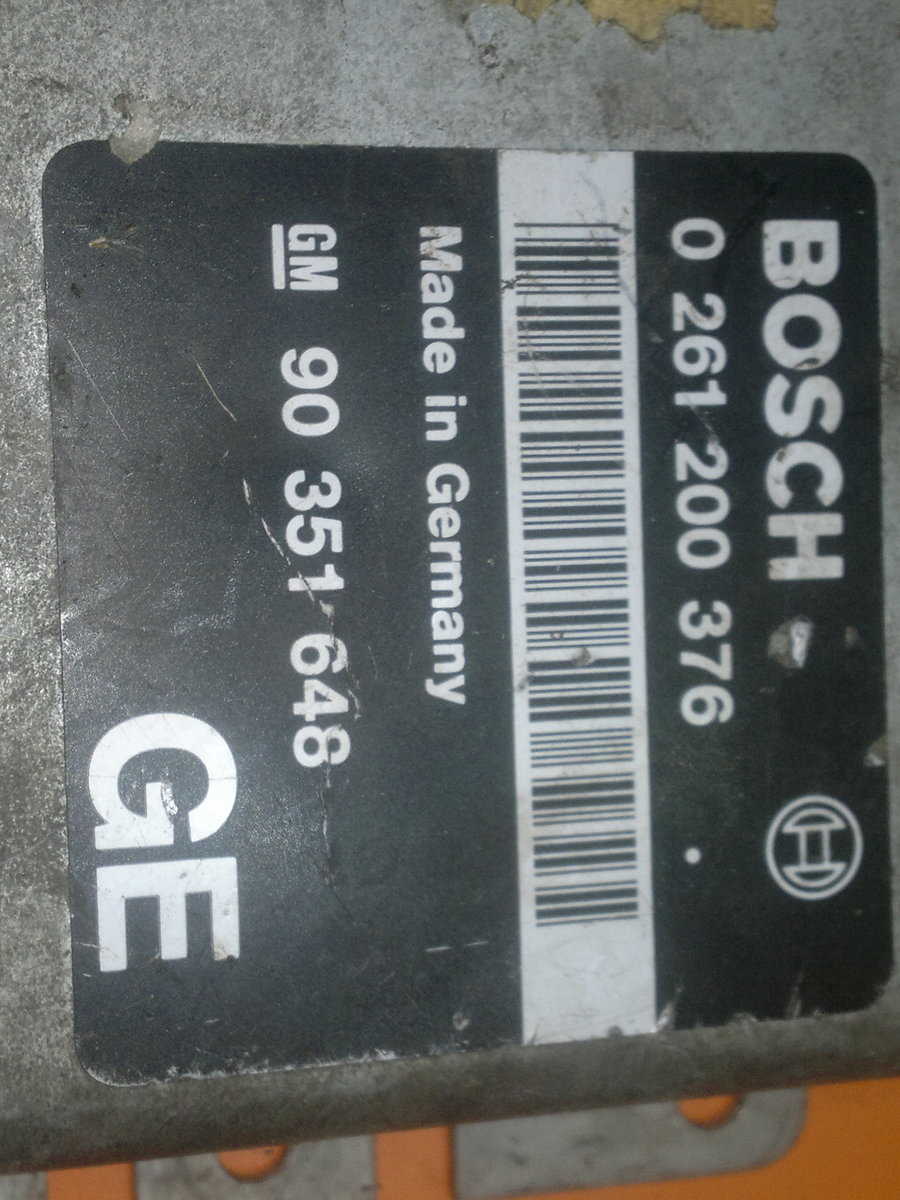 BOSCH
0 261 200 376
Made in Germany
GM 90 351 648
GE